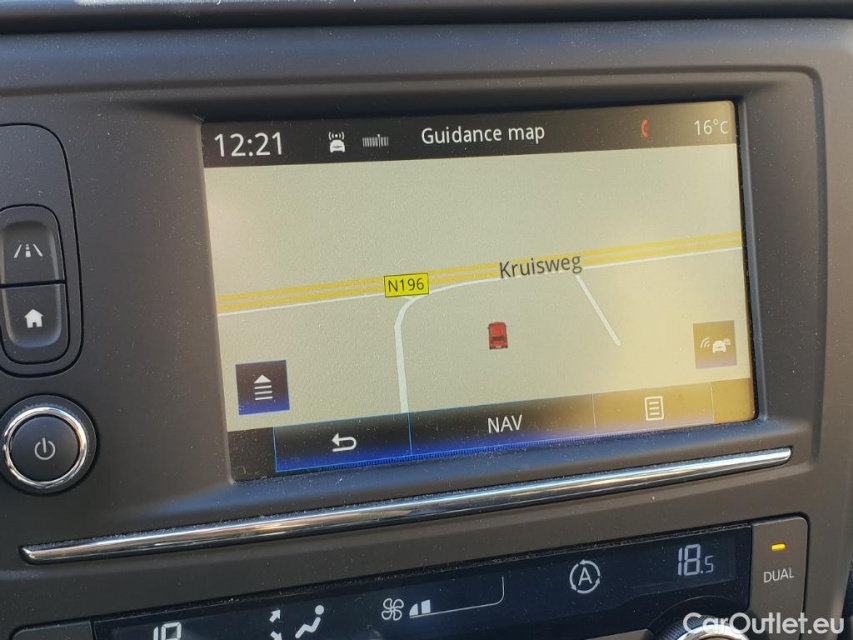 12:21 Guidance map 16°C
Kruisweg
N196
NAV
A 18.5
DUAL
CarOutlet.eu